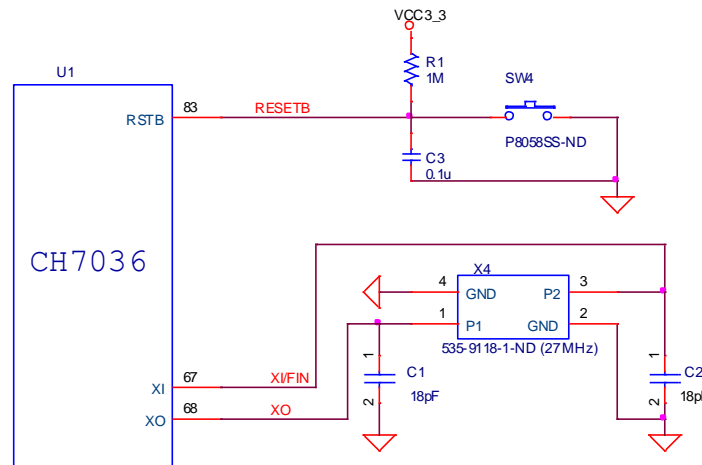 VCC3_3
U1
R1
1M
SW4
83
RESETB
RSTB
P8058SS-ND
C3
0.1u
CH7036
X4
4
GND
P2
3
1
P1
GND
2
535-9118-1-ND (27MHz)
1
C1
18pF
2
1
C2
18p
2
67
XI/FIN
XI
68
XO
XO